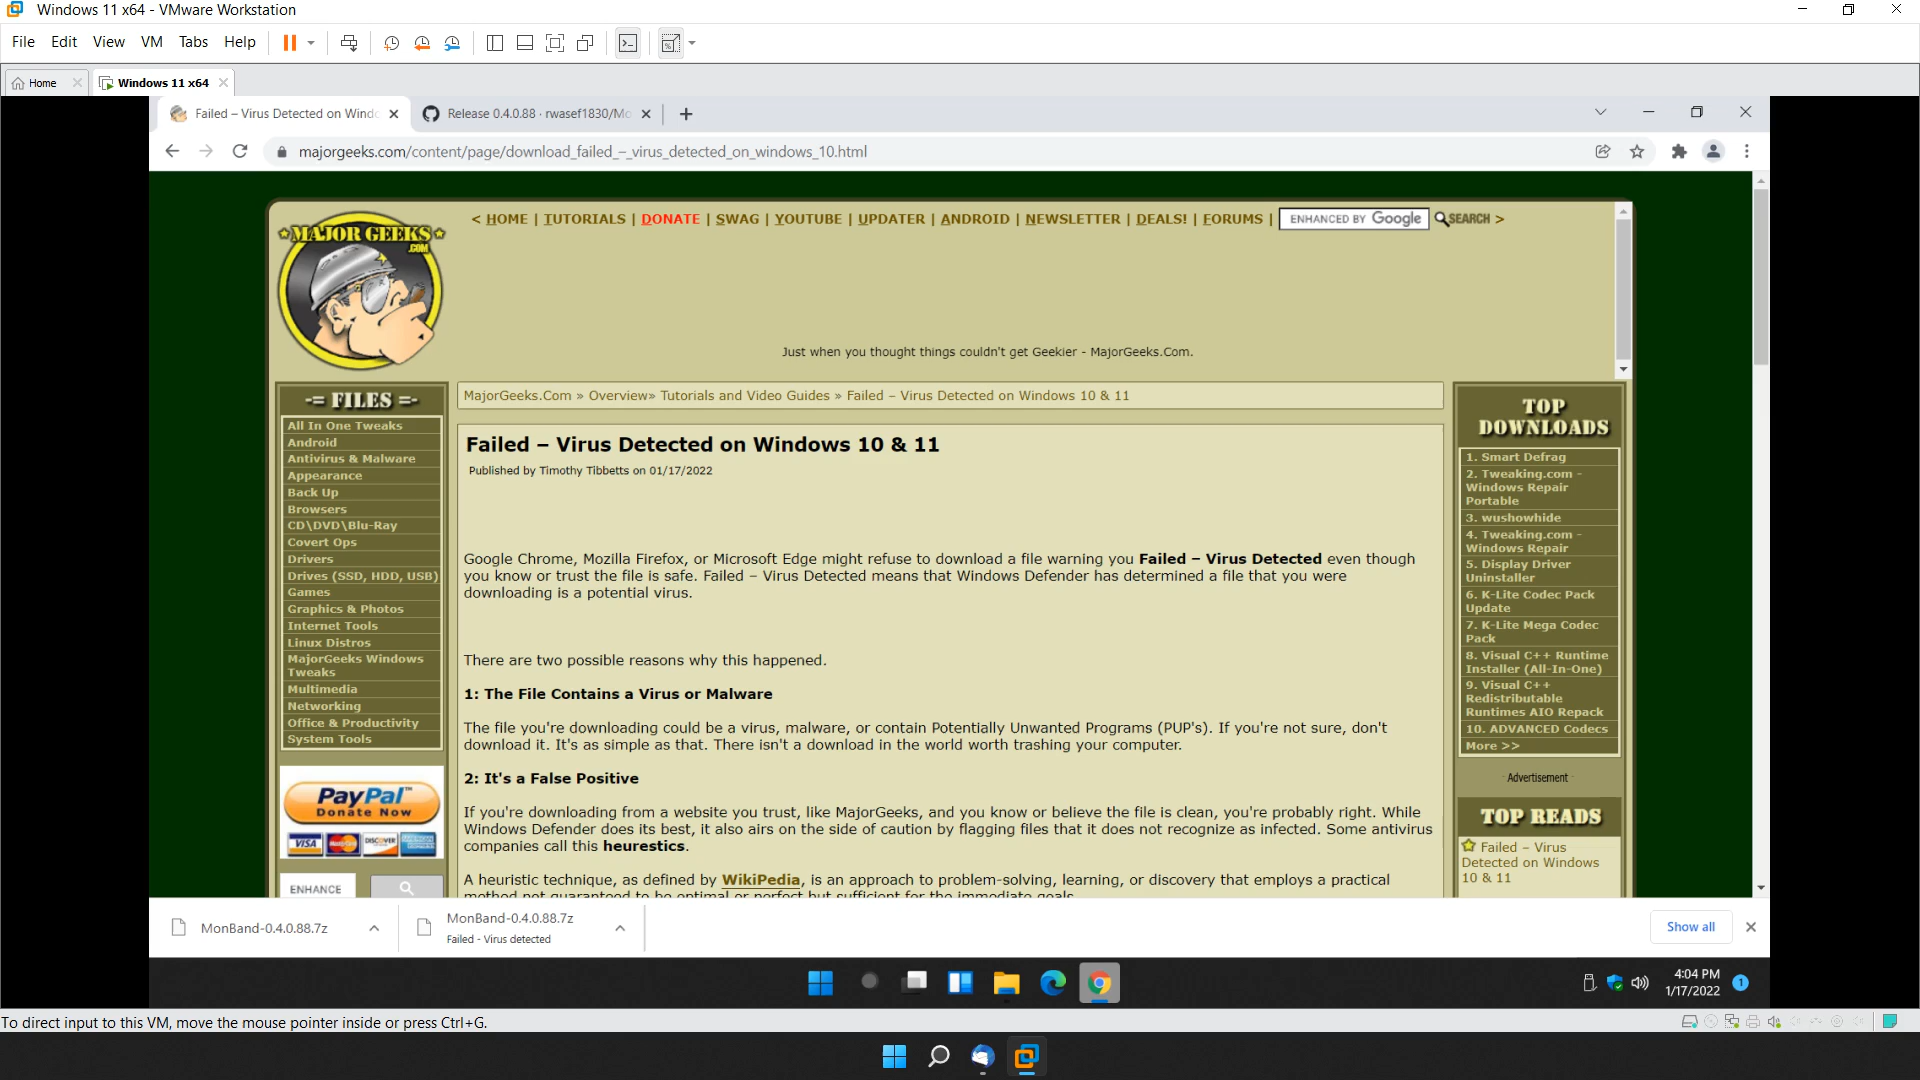 Windows 11 x64 - VMware Workstation
File Edit View VM Tabs Help
Home Windows 11 x64
Failed – Virus Detected on Windo Release 0.4.0.88 · rwasef1830/Mo
majorgeeks.com/content/page/download_failed_–_virus_detected_on_windows_10.html
MAJOR GEEKS
.COM
< HOME | TUTORIALS | DONATE | SWAG | YOUTUBE | UPDATER | ANDROID | NEWSLETTER | DEALS! | FORUMS | ENHANCED BY Google SEARCH >
Just when you thought things couldn't get Geekier - MajorGeeks.Com.
-= FILES =-
All In One Tweaks
Android
Antivirus & Malware
Appearance
Back Up
Browsers
CD\DVD\Blu-Ray
Covert Ops
Drivers
Drives (SSD, HDD, USB)
Games
Graphics & Photos
Internet Tools
Linux Distros
MajorGeeks Windows
Tweaks
Multimedia
Networking
Office & Productivity
System Tools
PayPal™
Donate Now
VISA MasterCard DISCOVER
ENHANCE
MajorGeeks.Com » Overview» Tutorials and Video Guides » Failed – Virus Detected on Windows 10 & 11
Failed – Virus Detected on Windows 10 & 11
Published by Timothy Tibbetts on 01/17/2022
Google Chrome, Mozilla Firefox, or Microsoft Edge might refuse to download a file warning you Failed – Virus Detected even though
you know or trust the file is safe. Failed – Virus Detected means that Windows Defender has determined a file that you were
downloading is a potential virus.
There are two possible reasons why this happened.
1: The File Contains a Virus or Malware
The file you're downloading could be a virus, malware, or contain Potentially Unwanted Programs (PUP's). If you're not sure, don't
download it. It's as simple as that. There isn't a download in the world worth trashing your computer.
2: It's a False Positive
If you're downloading from a website you trust, like MajorGeeks, and you know or believe the file is clean, you're probably right. While
Windows Defender does its best, it also airs on the side of caution by flagging files that it does not recognize as infected. Some antivirus
companies call this heurestics.
A heuristic technique, as defined by WikiPedia, is an approach to problem-solving, learning, or discovery that employs a practical
method not guaranteed to be optimal or perfect but sufficient for the immediate goals.
TOP
DOWNLOADS
1. Smart Defrag
2. Tweaking.com -
Windows Repair
Portable
3. wushowhide
4. Tweaking.com -
Windows Repair
5. Display Driver
Uninstaller
6. K-Lite Codec Pack
Update
7. K-Lite Mega Codec
Pack
8. Visual C++ Runtime
Installer (All-In-One)
9. Visual C++
Redistributable
Runtimes AIO Repack
10. ADVANCED Codecs
More >>
- Advertisement -
TOP READS
Failed – Virus
Detected on Windows
10 & 11
MonBand-0.4.0.88.7z
MonBand-0.4.0.88.7z
Failed - Virus detected
Show all
4:04 PM
1/17/2022
1
To direct input to this VM, move the mouse pointer inside or press Ctrl+G.